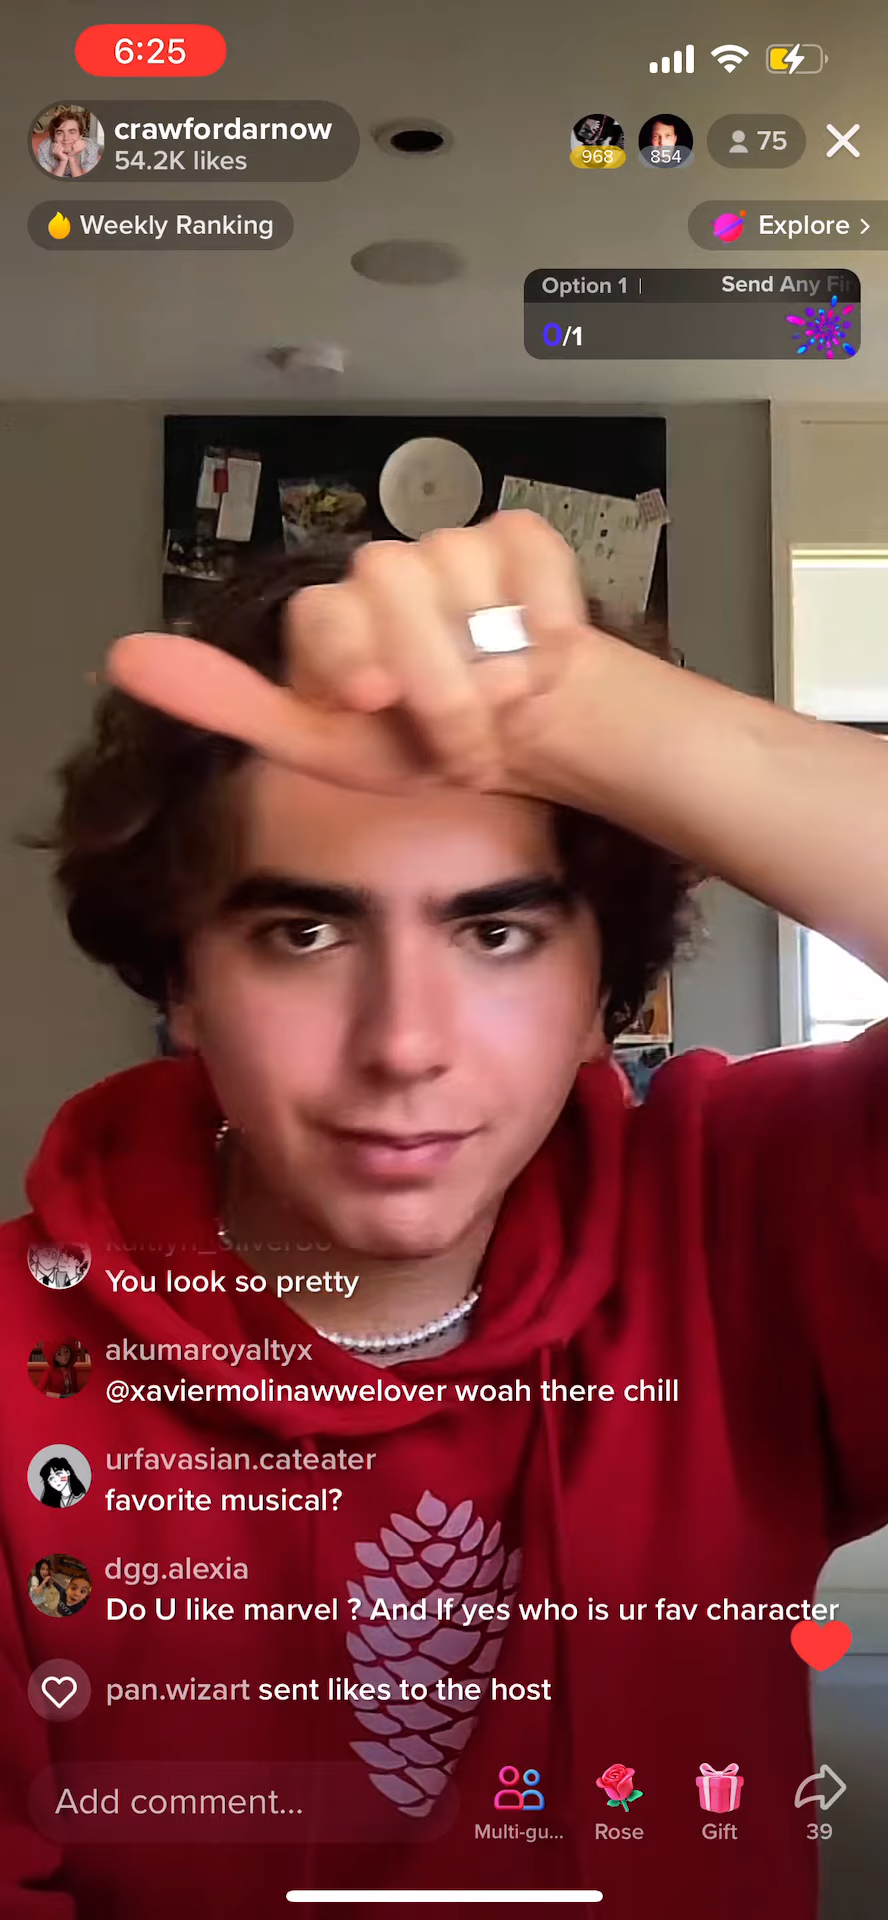 6:25
crawfordarnow
54.2K likes
968
854
75
Weekly Ranking
Explore >
Option 1 | Send Any Fir
0/1
You look so pretty
akumaroyaltyx
@xaviermolinawwelover woah there chill
urfavasian.cateater
favorite musical?
dgg.alexia
Do U like marvel ? And If yes who is ur fav character
pan.wizart sent likes to the host
Add comment...
Multi-gu...
Rose
Gift
39